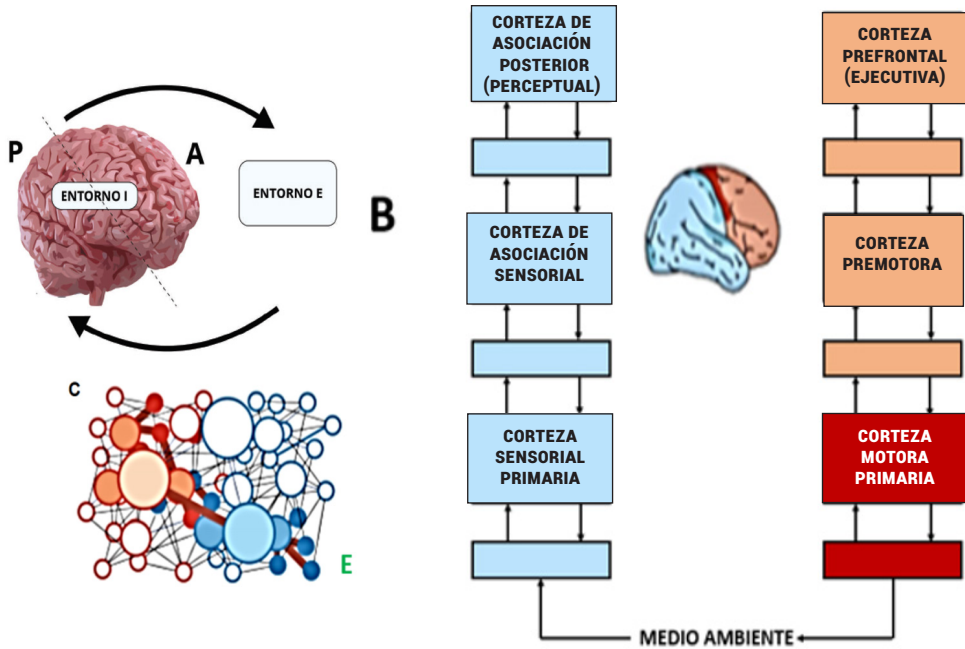 P
A
ENTORNO I
ENTORNO E
B
C
E
CORTEZA DE
ASOCIACIÓN
POSTERIOR
(PERCEPTUAL)
CORTEZA DE
ASOCIACIÓN
SENSORIAL
CORTEZA
SENSORIAL
PRIMARIA
CORTEZA
PREFRONTAL
(EJECUTIVA)
CORTEZA
PREMOTORA
CORTEZA
MOTORA
PRIMARIA
MEDIO AMBIENTE